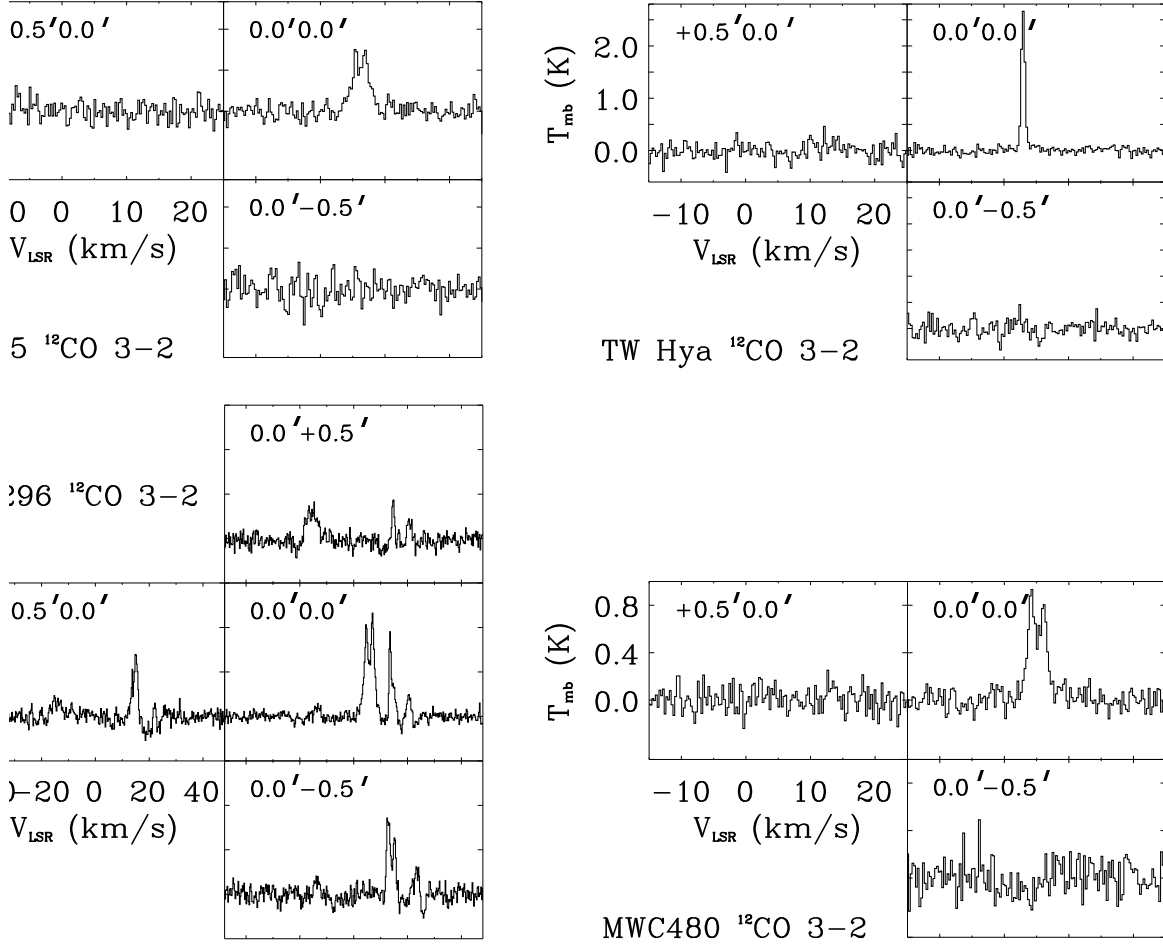 0.5′0.0′
0.0′0.0′
0.0′−0.5′
0 0 10 20
V_LSR (km/s)
5 ¹²CO 3−2
+0.5′0.0′
0.0′0.0′
T_mb (K)
2.0
1.0
0.0
0.0′−0.5′
−10 0 10 20
V_LSR (km/s)
TW Hya ¹²CO 3−2
0.0′+0.5′
296 ¹²CO 3−2
0.5′0.0′
0.0′0.0′
0.0′−0.5′
−20 0 20 40
V_LSR (km/s)
+0.5′0.0′
0.0′0.0′
T_mb (K)
0.8
0.4
0.0
0.0′−0.5′
−10 0 10 20
V_LSR (km/s)
MWC480 ¹²CO 3−2